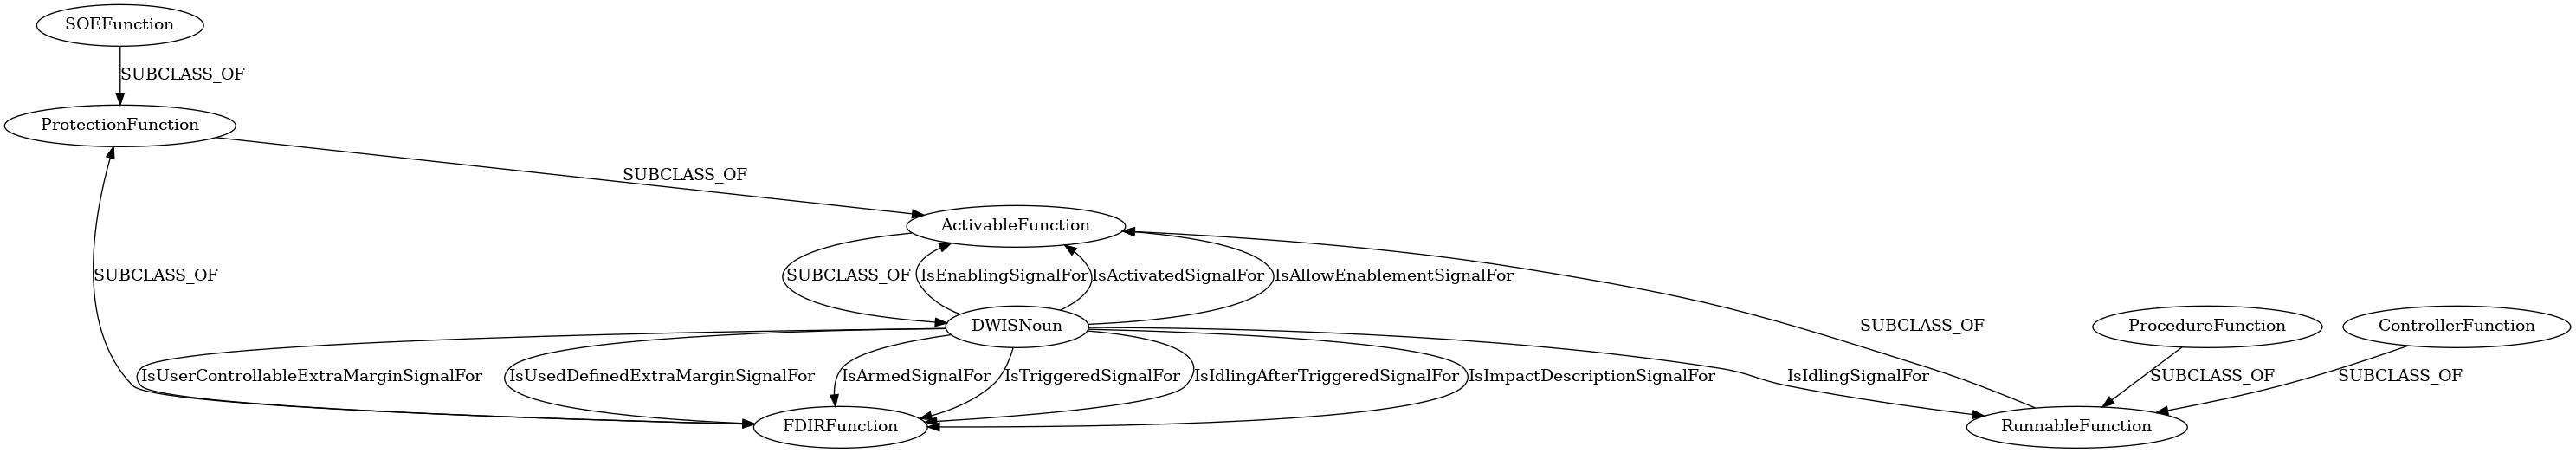 SOEFunction
SUBCLASS_OF
ProtectionFunction
SUBCLASS_OF
ActivableFunction
SUBCLASS_OF
SUBCLASS_OF
IsEnablingSignalFor
IsActivatedSignalFor
IsAllowEnablementSignalFor
SUBCLASS_OF
DWISNoun
ProcedureFunction
ControllerFunction
IsUserControllableExtraMarginSignalFor
IsUsedDefinedExtraMarginSignalFor
IsArmedSignalFor
IsTriggeredSignalFor
IsIdlingAfterTriggeredSignalFor
IsImpactDescriptionSignalFor
IsIdlingSignalFor
SUBCLASS_OF
SUBCLASS_OF
FDIRFunction
RunnableFunction